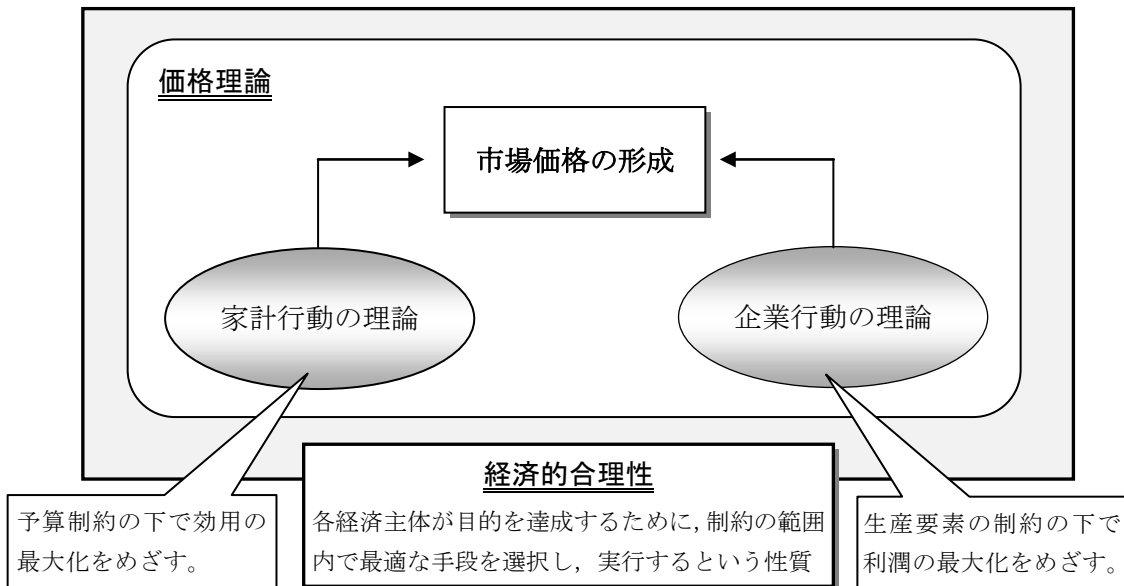 価格理論
市場価格の形成
家計行動の理論
企業行動の理論
経済的合理性
各経済主体が目的を達成するために，制約の範囲
内で最適な手段を選択し，実行するという性質
予算制約の下で効用の
最大化をめざす。
生産要素の制約の下で
利潤の最大化をめざす。